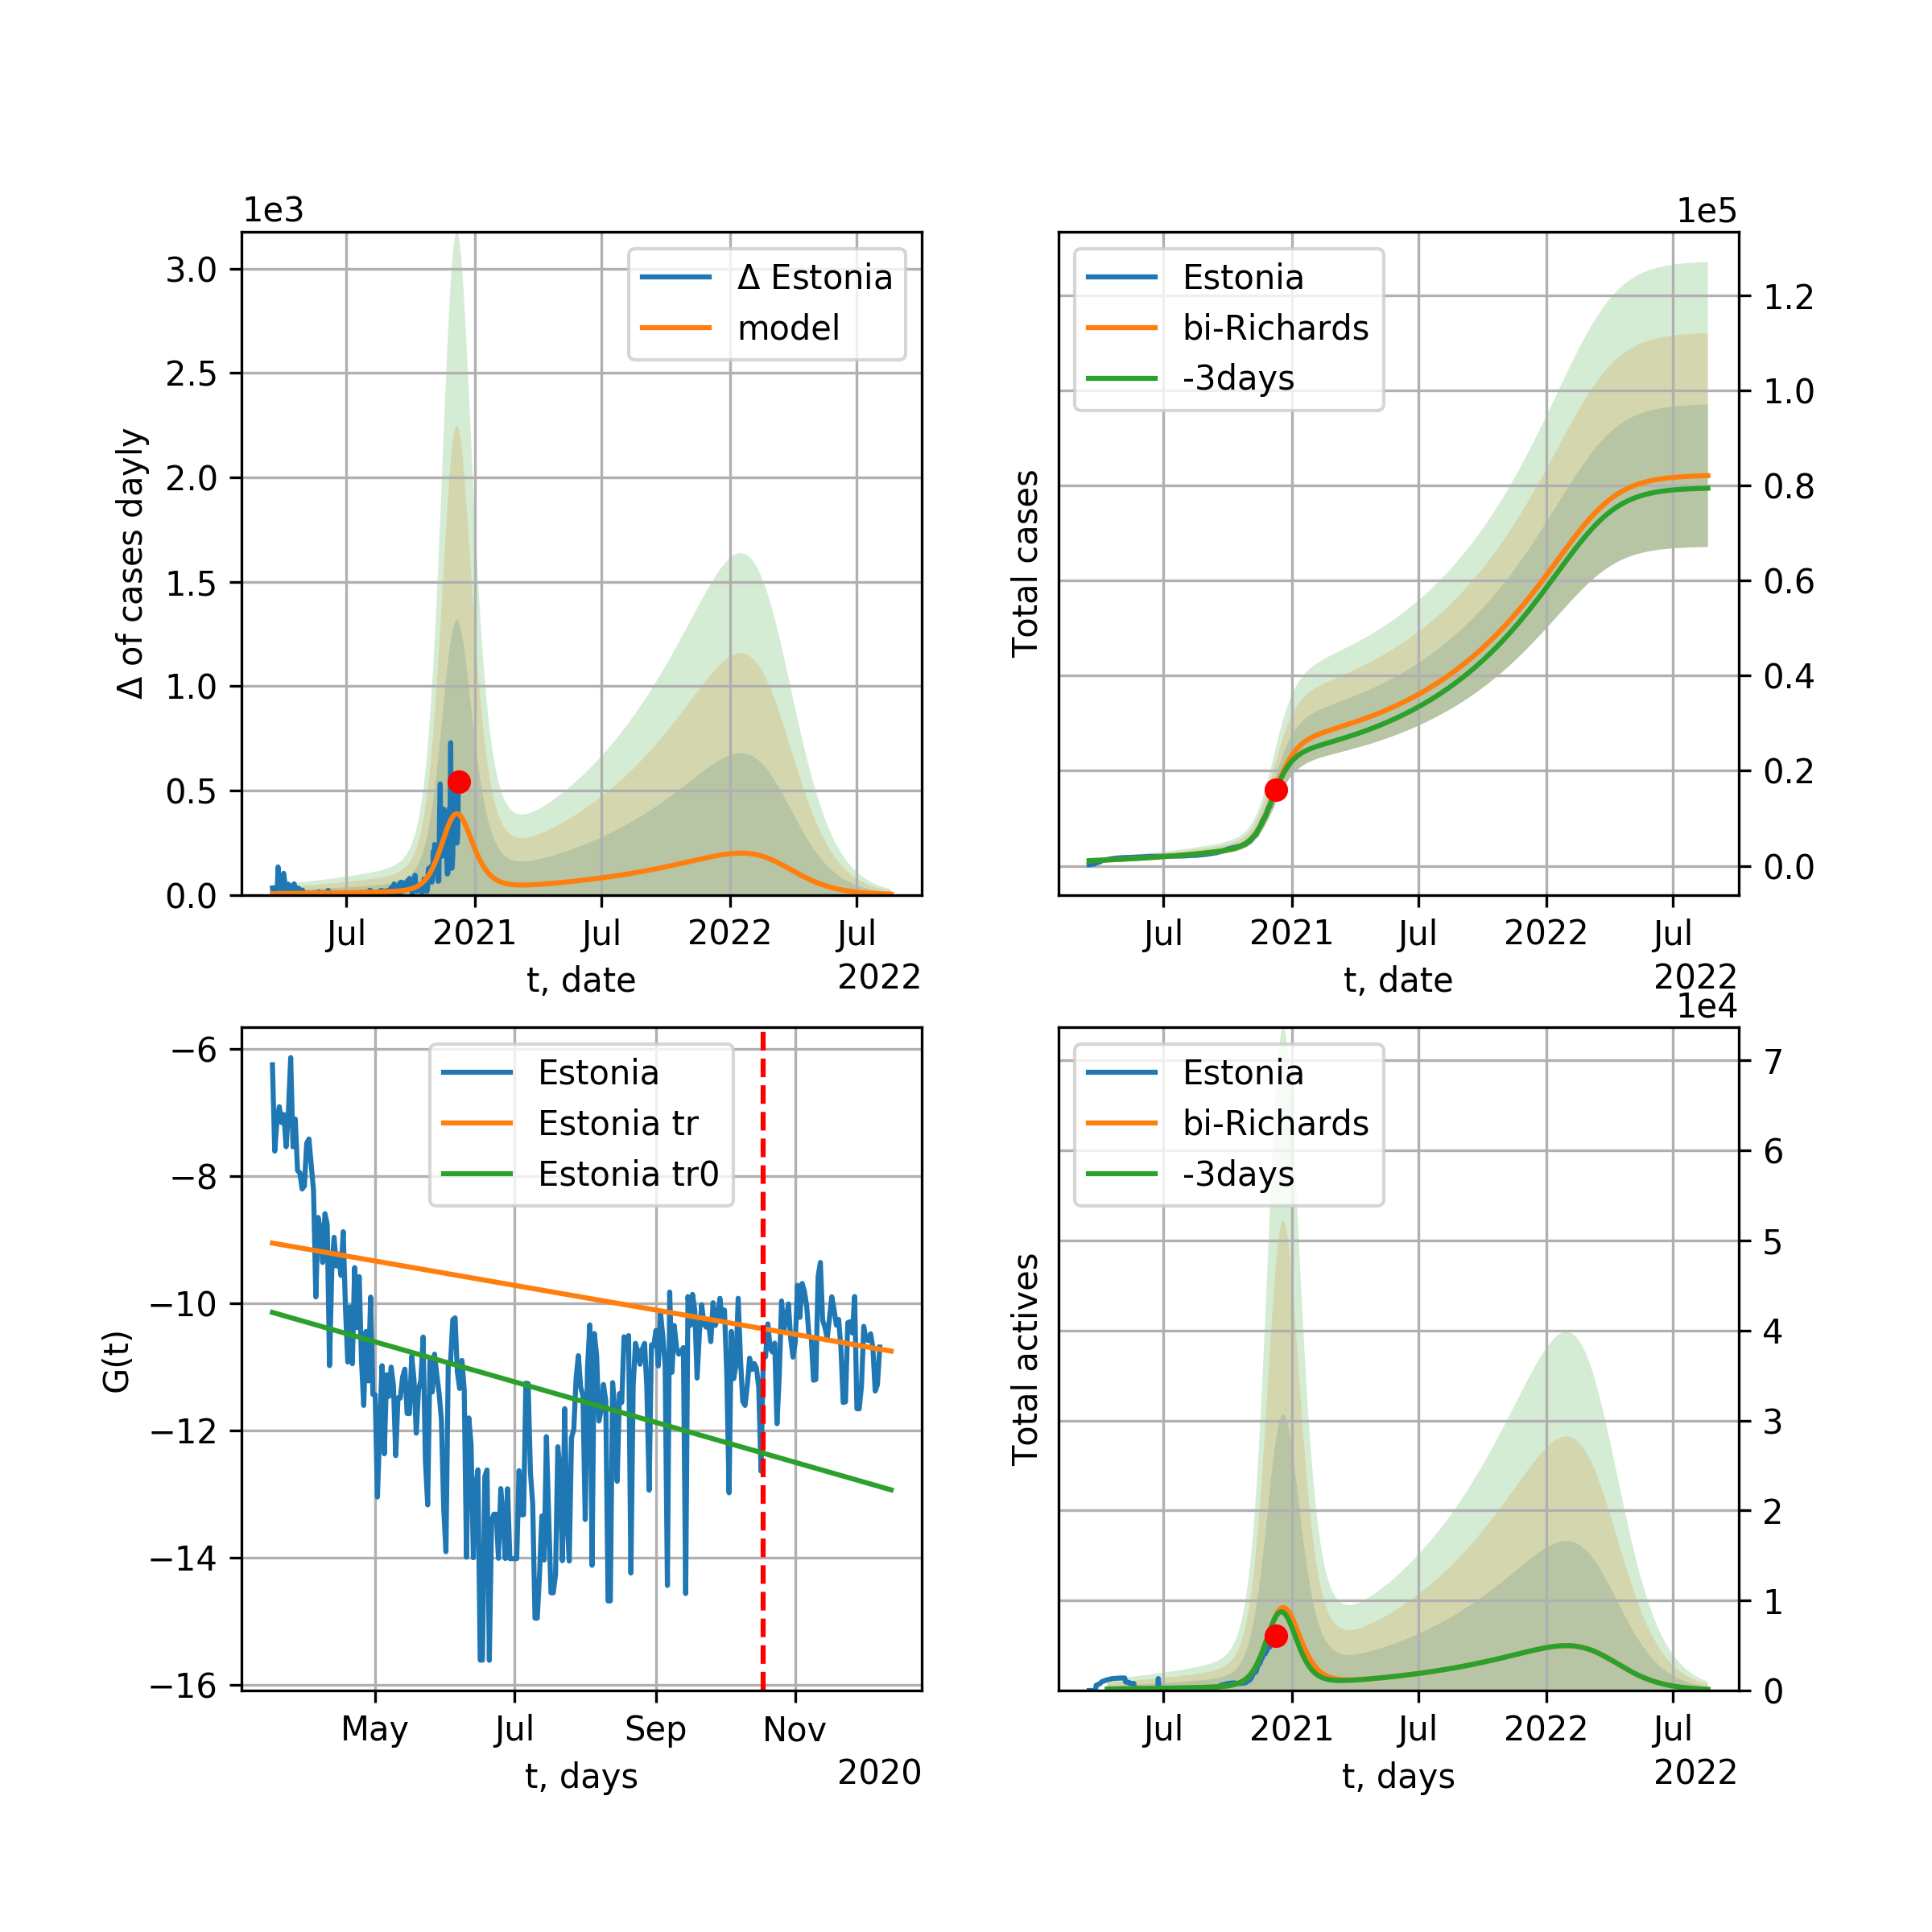 1e3
3.0
2.5
2.0
1.5
1.0
0.5
0.0
Δ of cases dayly
Δ Estonia
model
Jul
2021
Jul
2022
Jul
t, date
2022
1e5
Total cases
Estonia
bi-Richards
-3days
1.2
1.0
0.8
0.6
0.4
0.2
0.0
Jul
2021
Jul
2022
Jul
t, date
2022
−6
−8
−10
−12
−14
−16
G(t)
Estonia
Estonia tr
Estonia tr0
May
Jul
Sep
Nov
t, days
2020
1e4
Total actives
Estonia
bi-Richards
-3days
7
6
5
4
3
2
1
0
Jul
2021
Jul
2022
Jul
t, days
2022